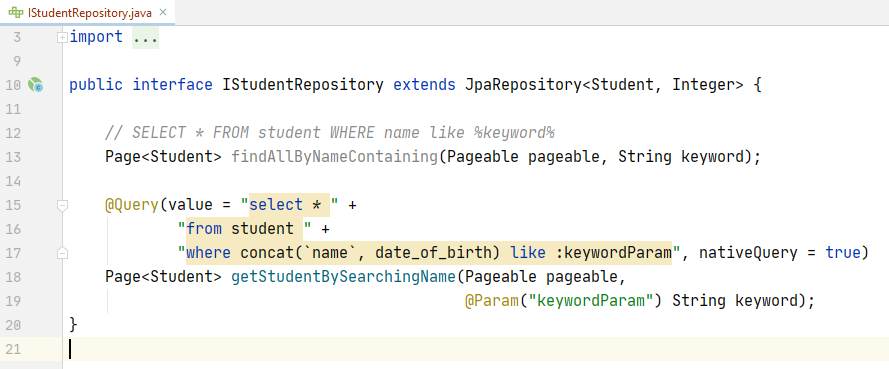 IStudentRepository.java ×
3 import ...
9
10 public interface IStudentRepository extends JpaRepository<Student, Integer> {
11
12 // SELECT * FROM student WHERE name like %keyword%
13 Page<Student> findAllByNameContaining(Pageable pageable, String keyword);
14
15 @Query(value = "select * " +
16 "from student " +
17 "where concat(`name`, date_of_birth) like :keywordParam", nativeQuery = true)
18 Page<Student> getStudentBySearchingName(Pageable pageable,
19 @Param("keywordParam") String keyword);
20 }
21